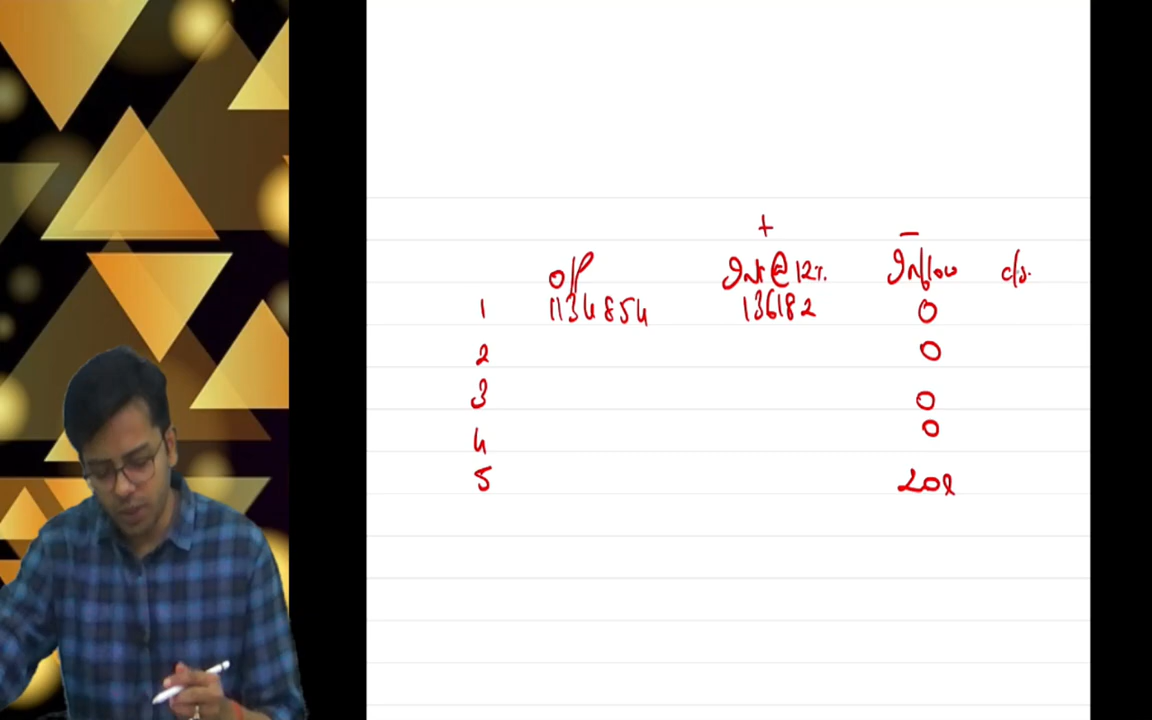 + -
o/p Int @ 12%. Inflow c/s.
1 1134854 136182 0
2 0
3 0
4 0
5 20l